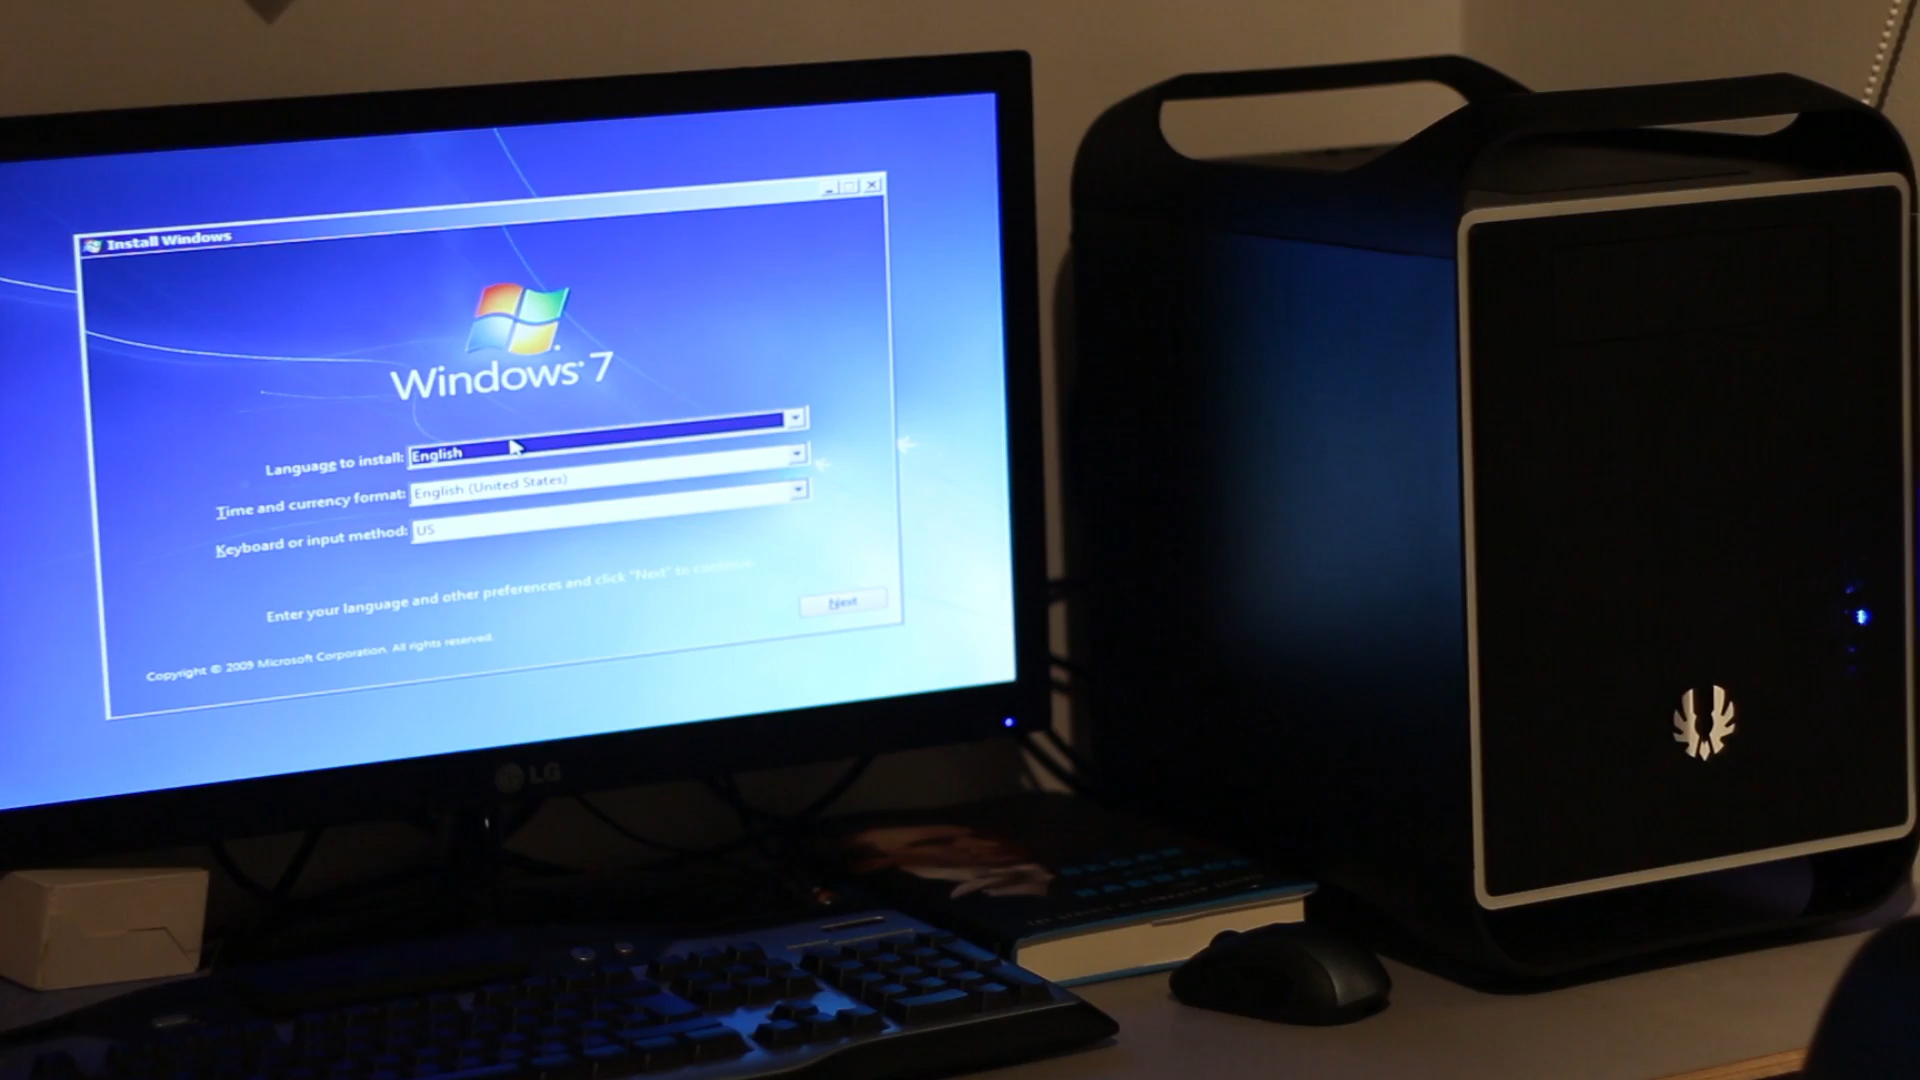 Install Windows
Windows 7
Language to install: English
Time and currency format: English (United States)
Keyboard or input method: US
Enter your language and other preferences and click "Next" to continue.
Next
Copyright © 2009 Microsoft Corporation. All rights reserved.
LG